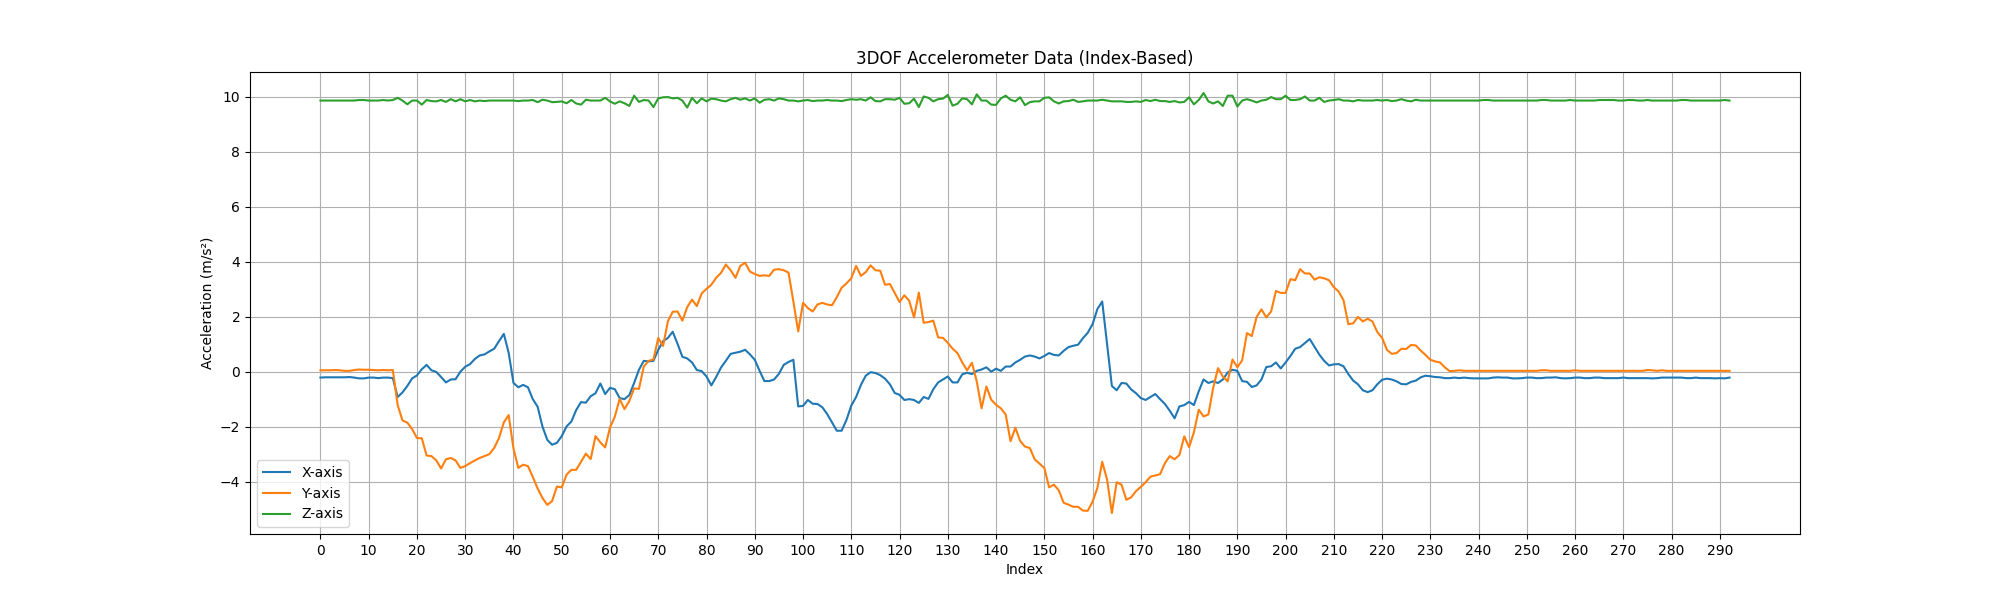 3DOF Accelerometer Data (Index-Based)
Acceleration (m/s²)
10
8
6
4
2
0
−2
−4
X-axis
Y-axis
Z-axis
0 10 20 30 40 50 60 70 80 90 100 110 120 130 140 150 160 170 180 190 200 210 220 230 240 250 260 270 280 290
Index